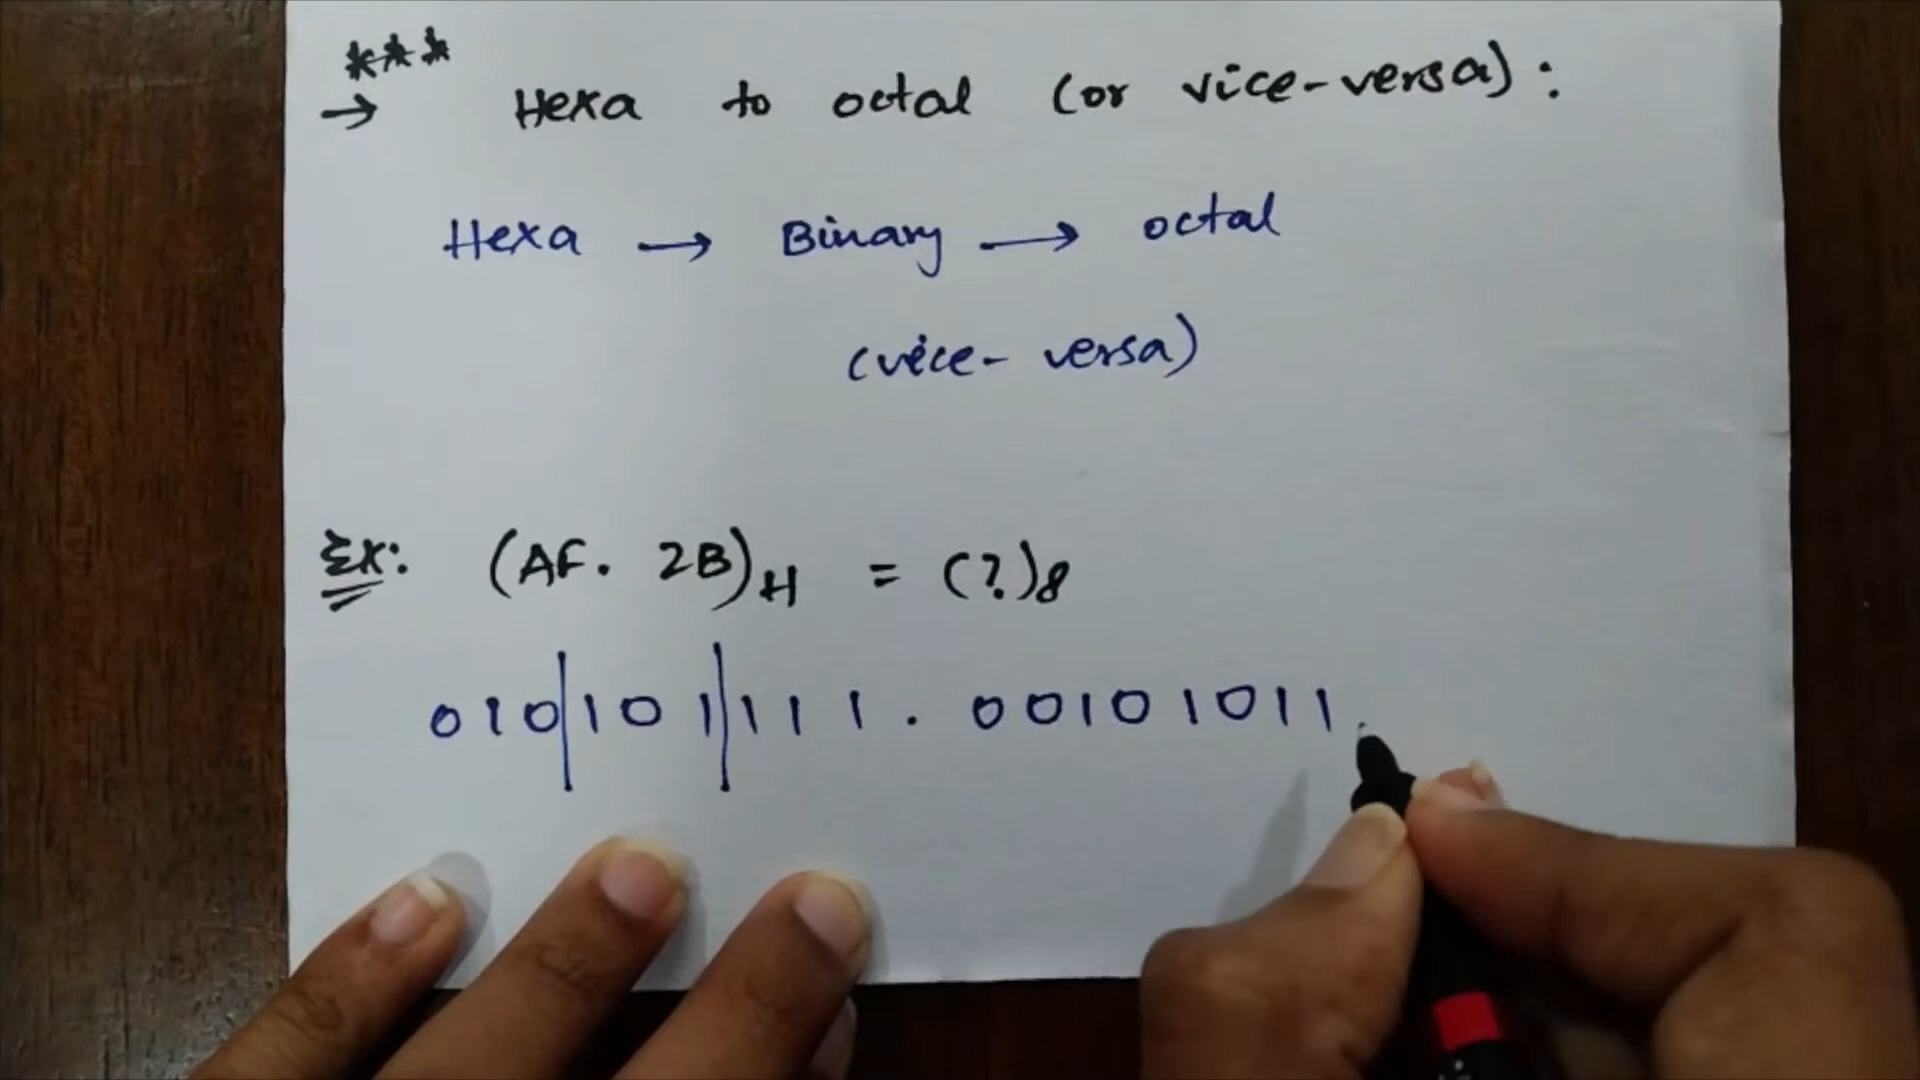 ***
→ Hexa to octal (or vice-versa):
Hexa → Binary → octal
(vice-versa)
Ex: (AF. 2B)H = (?)8
010|101|111.00101011